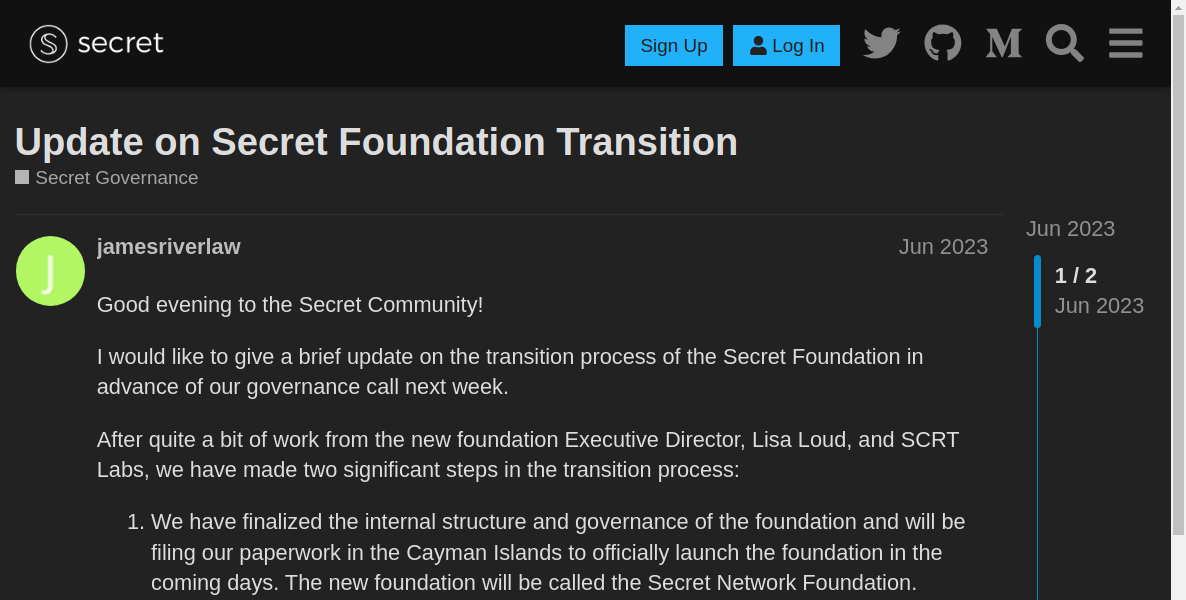 secret
Sign Up
Log In
Update on Secret Foundation Transition
Secret Governance
J
jamesriverlaw
Jun 2023
Jun 2023
1 / 2
Jun 2023
Good evening to the Secret Community!
I would like to give a brief update on the transition process of the Secret Foundation in
advance of our governance call next week.
After quite a bit of work from the new foundation Executive Director, Lisa Loud, and SCRT
Labs, we have made two significant steps in the transition process:
1. We have finalized the internal structure and governance of the foundation and will be
filing our paperwork in the Cayman Islands to officially launch the foundation in the
coming days. The new foundation will be called the Secret Network Foundation.